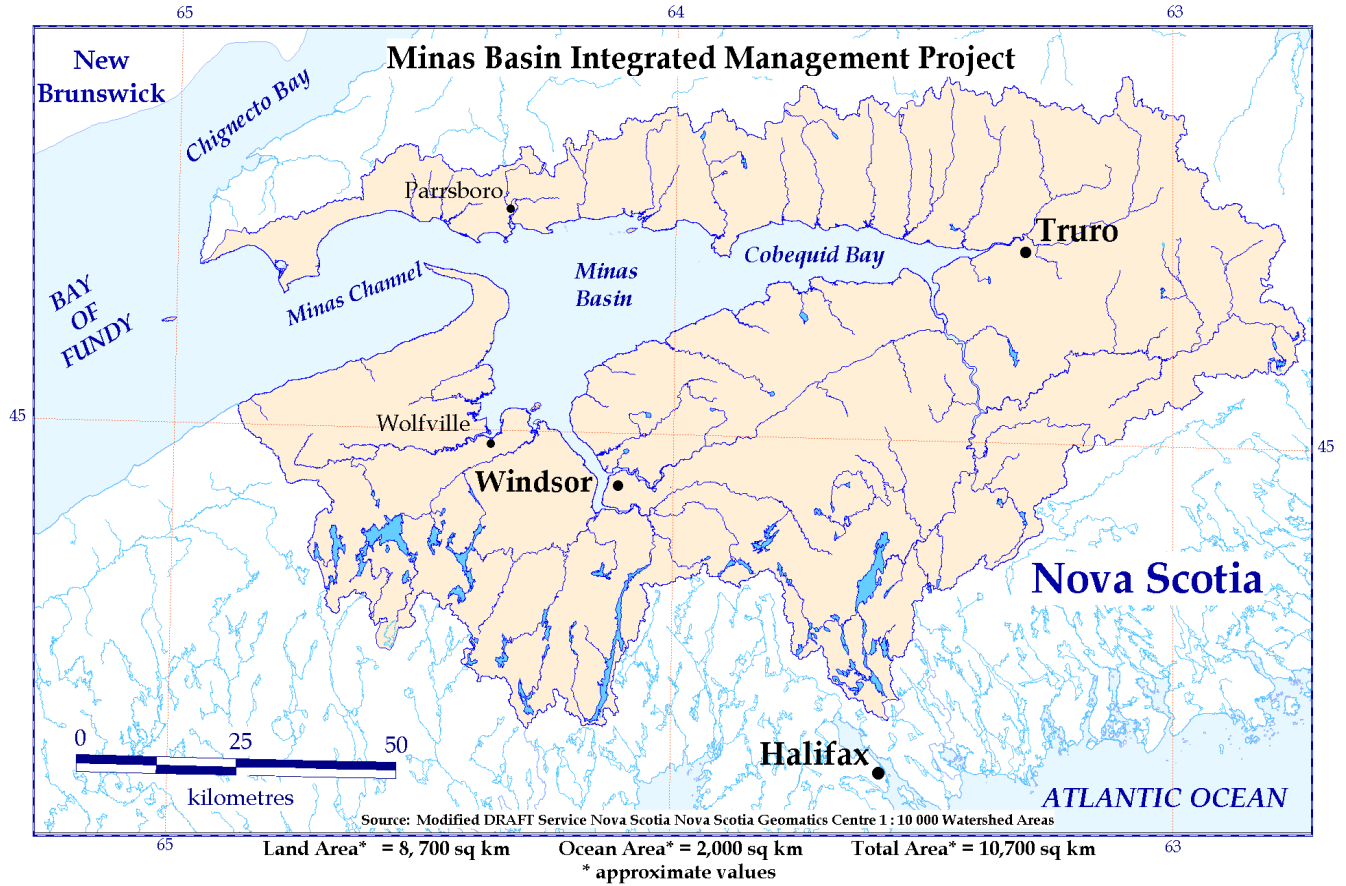 65
64
63
Minas Basin Integrated Management Project
New
Brunswick
Chignecto Bay
Parrsboro
Truro
Cobequid Bay
Minas
Basin
Minas Channel
BAY
OF
FUNDY
45
Wolfville
45
Windsor
Nova Scotia
0
25
50
kilometres
Halifax
ATLANTIC OCEAN
Source: Modified DRAFT Service Nova Scotia Nova Scotia Geomatics Centre 1 : 10 000 Watershed Areas
65
63
Land Area* = 8, 700 sq km Ocean Area* = 2,000 sq km Total Area* = 10,700 sq km
* approximate values